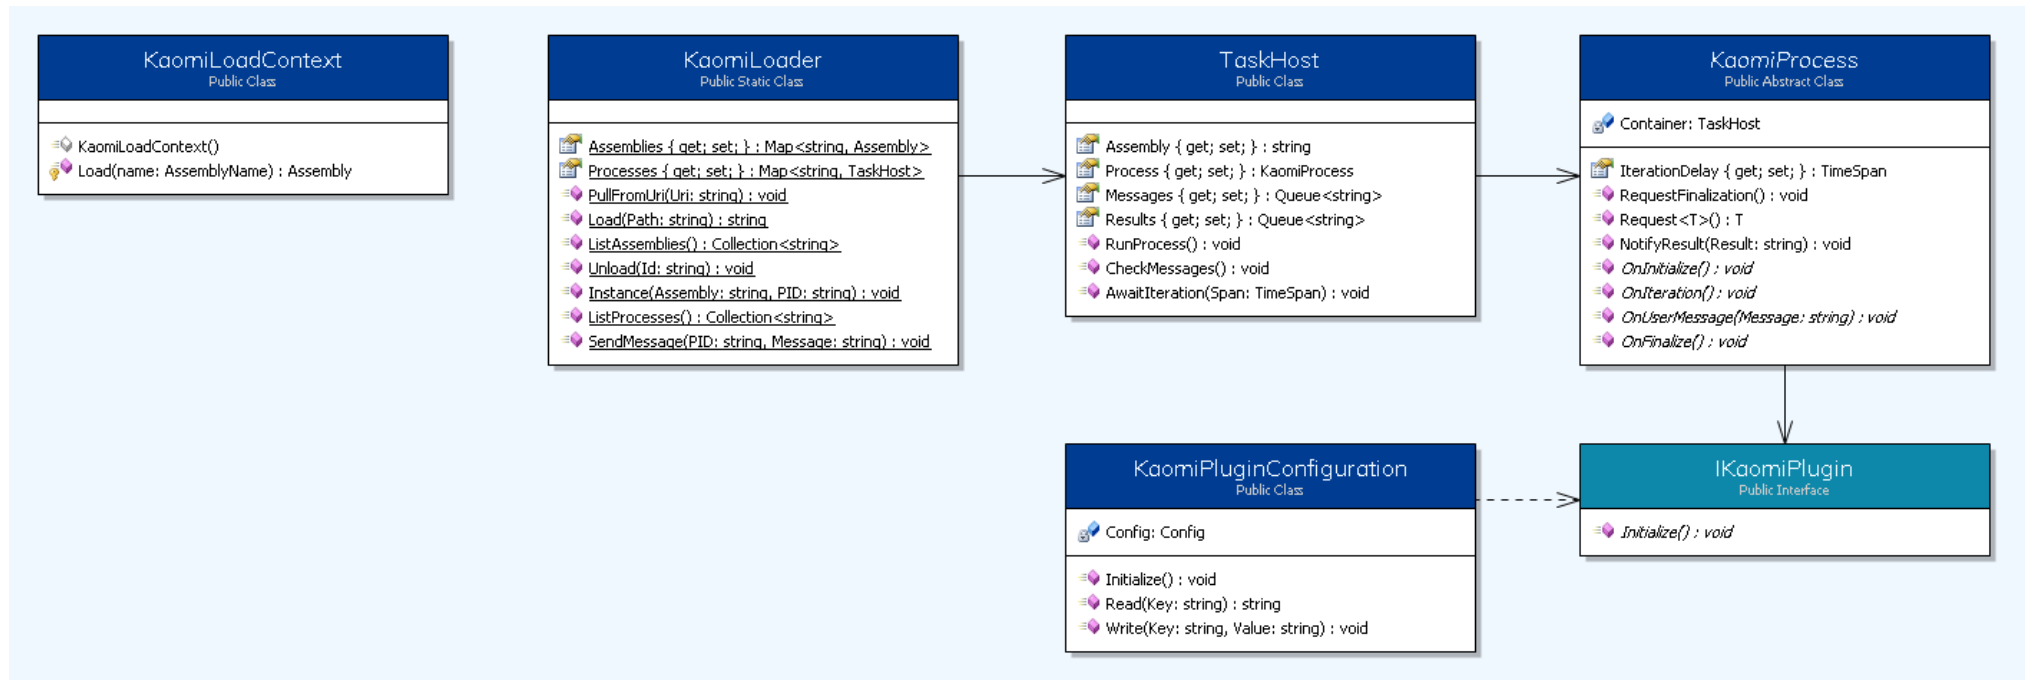 KaomiLoadContext
Public Class
KaomiLoadContext()
Load(name: AssemblyName) : Assembly
KaomiLoader
Public Static Class
Assemblies { get; set; } : Map<string, Assembly>
Processes { get; set; } : Map<string, TaskHost>
PullFromUri(Uri: string) : void
Load(Path: string) : string
ListAssemblies() : Collection<string>
Unload(Id: string) : void
Instance(Assembly: string, PID: string) : void
ListProcesses() : Collection<string>
SendMessage(PID: string, Message: string) : void
TaskHost
Public Class
Assembly { get; set; } : string
Process { get; set; } : KaomiProcess
Messages { get; set; } : Queue<string>
Results { get; set; } : Queue<string>
RunProcess() : void
CheckMessages() : void
AwaitIteration(Span: TimeSpan) : void
KaomiProcess
Public Abstract Class
Container: TaskHost
IterationDelay { get; set; } : TimeSpan
RequestFinalization() : void
Request<T>() : T
NotifyResult(Result: string) : void
OnInitialize() : void
OnIteration() : void
OnUserMessage(Message: string) : void
OnFinalize() : void
KaomiPluginConfiguration
Public Class
Config: Config
Initialize() : void
Read(Key: string) : string
Write(Key: string, Value: string) : void
IKaomiPlugin
Public Interface
Initialize() : void